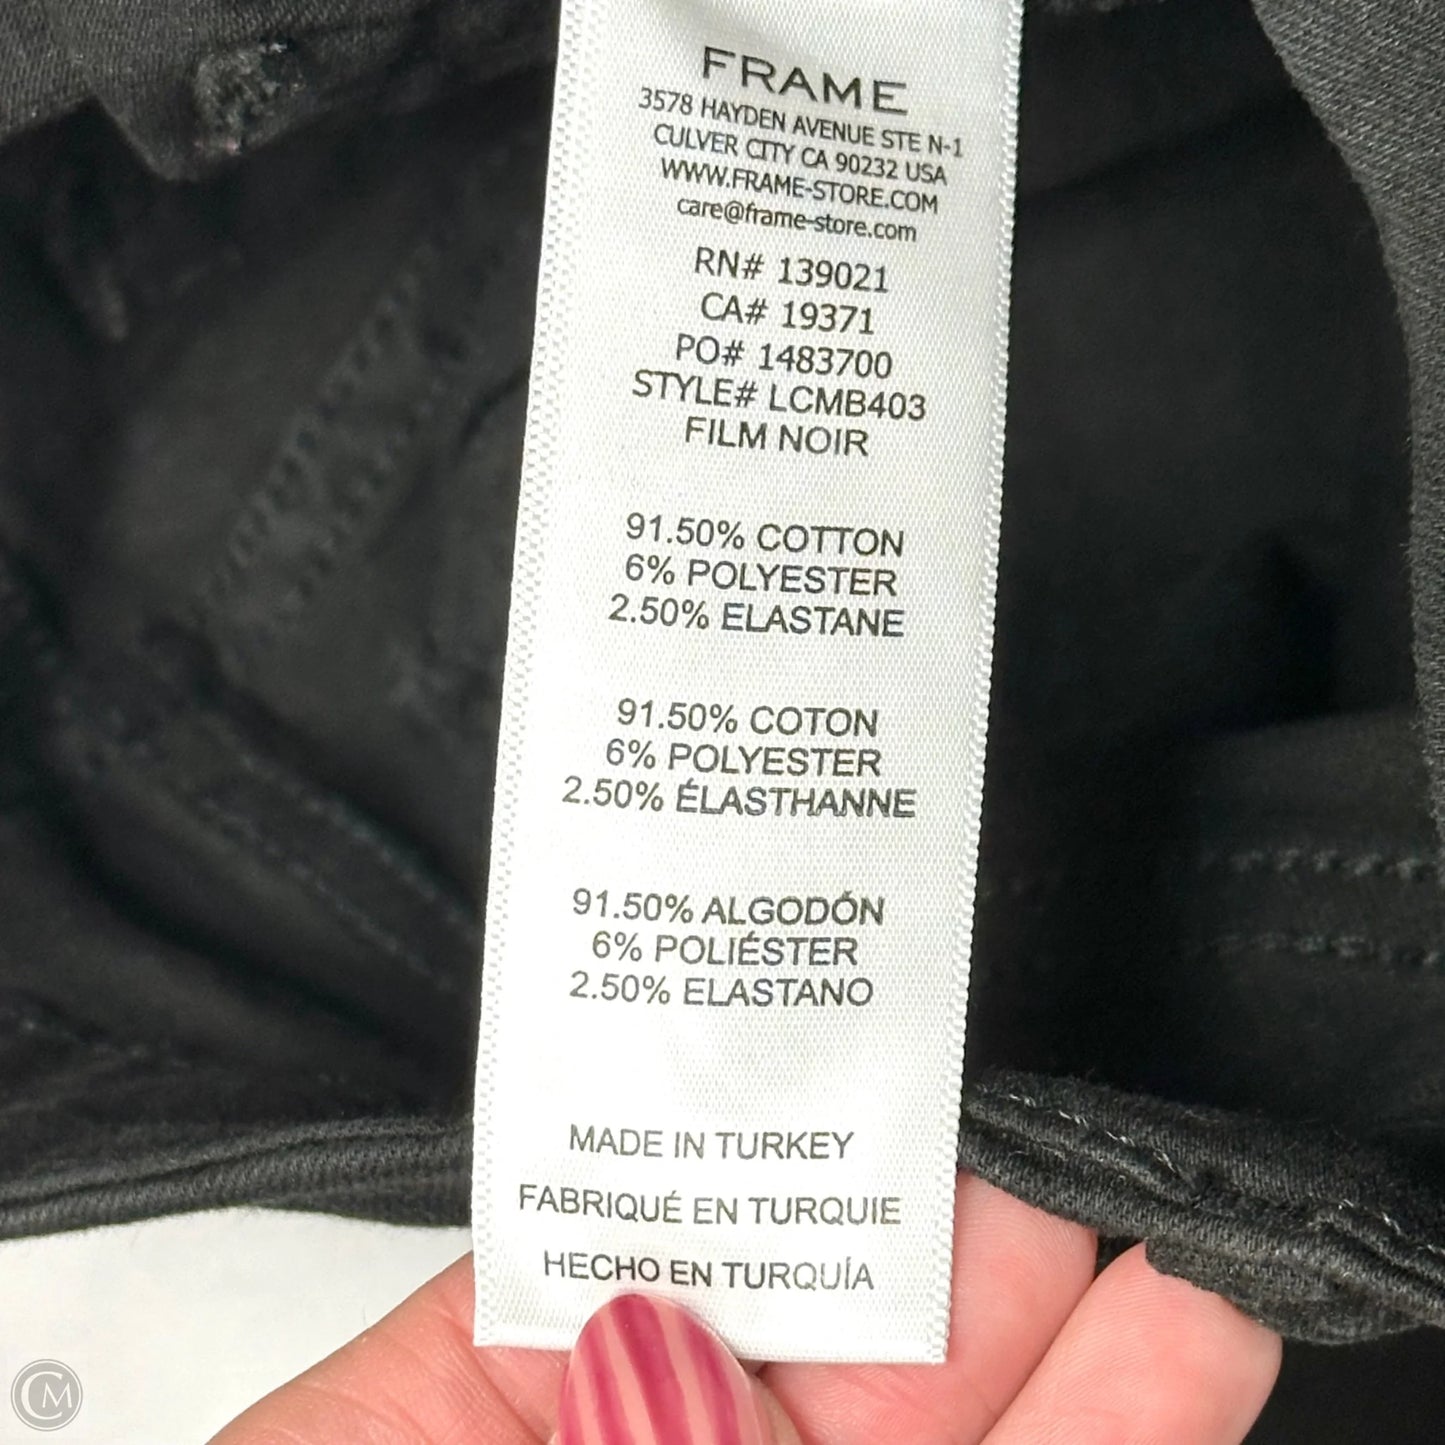 FRAME
3578 HAYDEN AVENUE STE N-1
CULVER CITY CA 90232 USA
WWW.FRAME-STORE.COM
care@frame-store.com
RN# 139021
CA# 19371
PO# 1483700
STYLE# LCMB403
FILM NOIR
91.50% COTTON
6% POLYESTER
2.50% ELASTANE
91.50% COTON
6% POLYESTER
2.50% ÉLASTHANNE
91.50% ALGODÓN
6% POLIÉSTER
2.50% ELASTANO
MADE IN TURKEY
FABRIQUÉ EN TURQUIE
HECHO EN TURQUÍA
CM